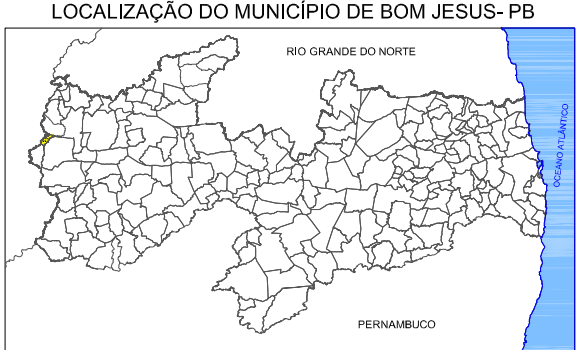 LOCALIZAÇÃO DO MUNICÍPIO DE BOM JESUS- PB
RIO GRANDE DO NORTE
OCEANO ATLÂNTICO
PERNAMBUCO